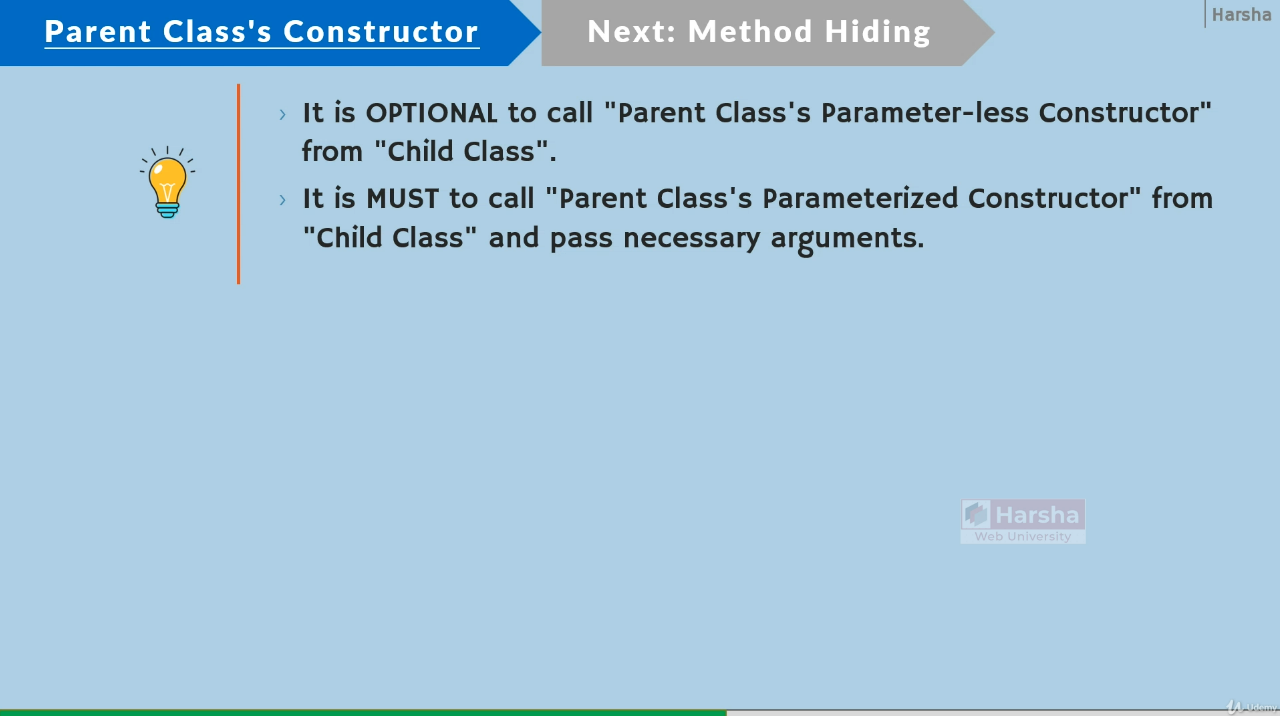 Parent Class's Constructor
Next: Method Hiding
Harsha
› It is OPTIONAL to call "Parent Class's Parameter-less Constructor"
from "Child Class".
› It is MUST to call "Parent Class's Parameterized Constructor" from
"Child Class" and pass necessary arguments.
Harsha
Web University
Udemy